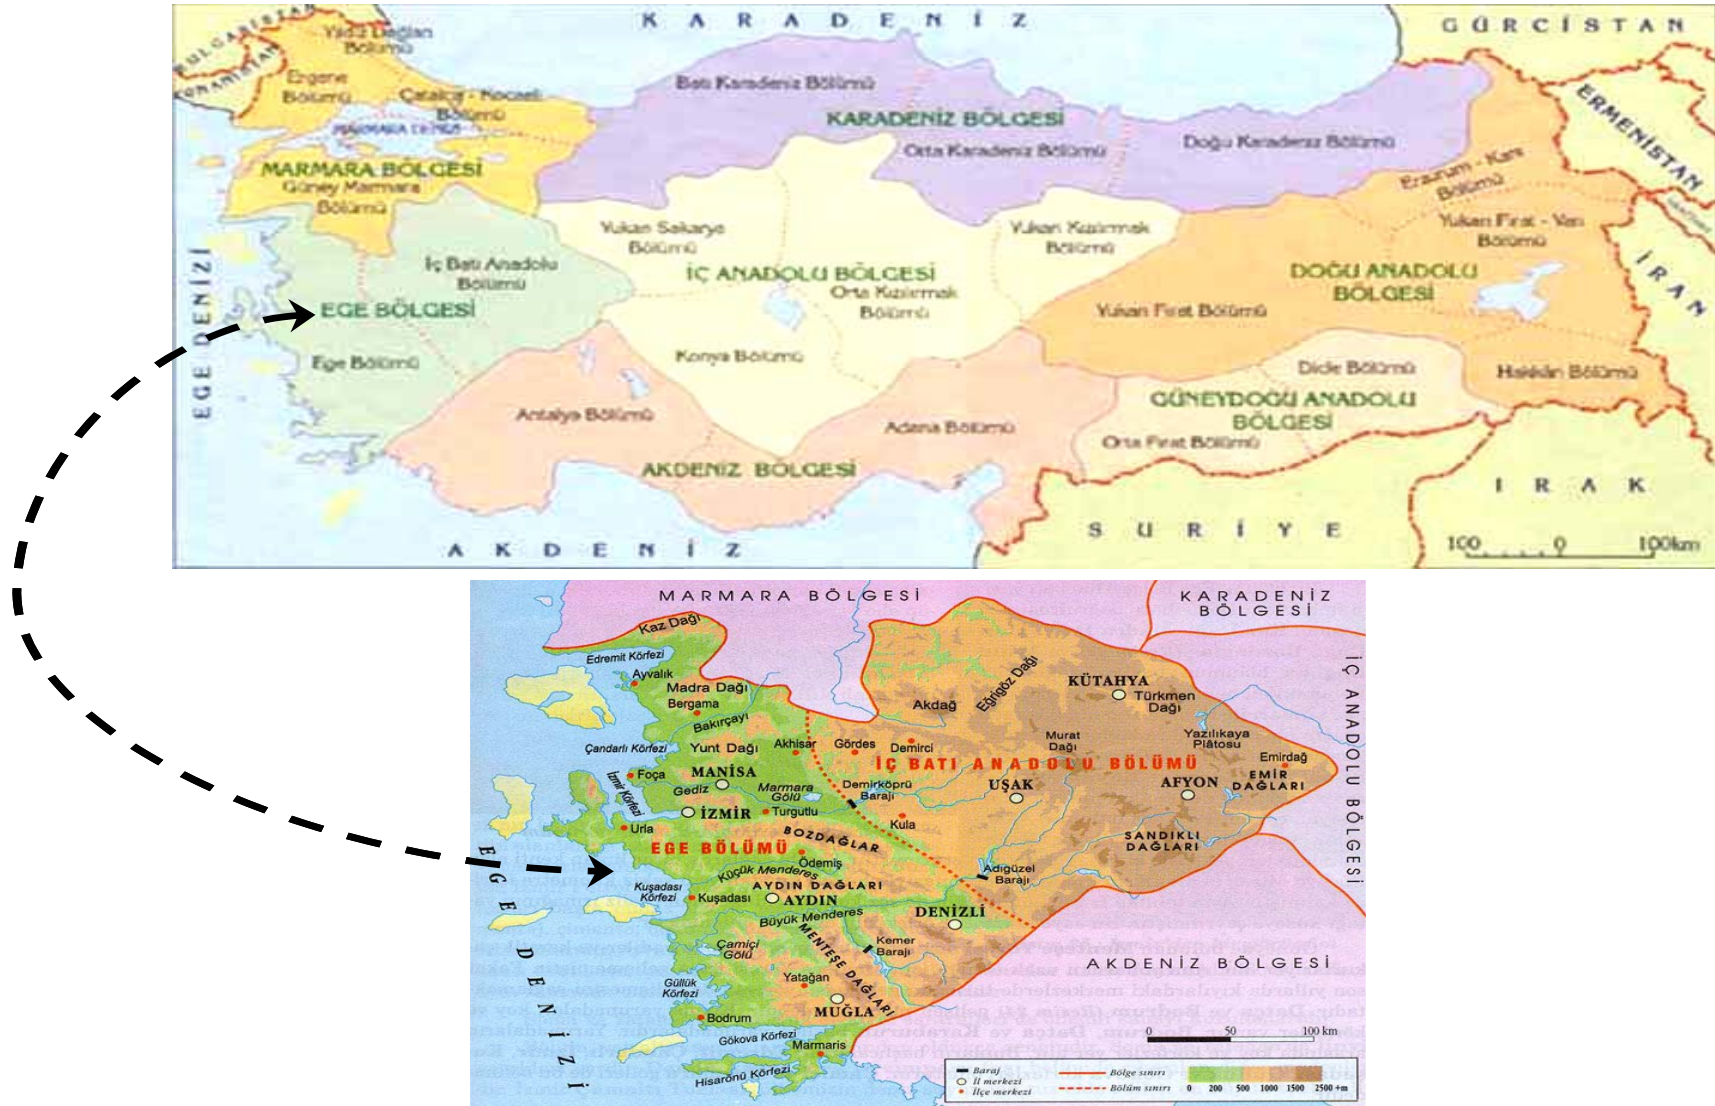 KARADENİZ
GÜRCİSTAN
BULGARİSTAN
YUNANİSTAN
Yıldız Dağları
Bölümü
Ergene
Bölümü
Çatalca - Kocaeli
Bölümü
MARMARA DENİZİ
MARMARA BÖLGESİ
Güney Marmara
Bölümü
Batı Karadeniz Bölümü
KARADENİZ BÖLGESİ
Orta Karadeniz Bölümü
Doğu Karadeniz Bölümü
ERMENİSTAN
Erzurum - Kars
Bölümü
Yukarı Fırat - Van
Bölümü
İRAN
EGE DENİZİ
İç Batı Anadolu
Bölümü
EGE BÖLGESİ
Ege Bölümü
Yukarı Sakarya
Bölümü
Yukarı Kızılırmak
Bölümü
İÇ ANADOLU BÖLGESİ
Orta Kızılırmak
Bölümü
Konya Bölümü
DOĞU ANADOLU
BÖLGESİ
Yukarı Fırat Bölümü
Hakkâri Bölümü
Dicle Bölümü
GÜNEYDOĞU ANADOLU
BÖLGESİ
Orta Fırat Bölümü
Antalya Bölümü
Adana Bölümü
AKDENİZ BÖLGESİ
AKDENİZ
SURİYE
IRAK
100 0 100km
MARMARA BÖLGESİ
KARADENİZ
BÖLGESİ
İÇ ANADOLU BÖLGESİ
Kaz Dağı
Edremit Körfezi
Ayvalık
Madra Dağı
Bergama
Bakırçayı
Çandarlı Körfezi
Yunt Dağı
Akhisar
Gördes
Demirci
Akdağ
Eğrigöz Dağı
KÜTAHYA
Türkmen
Dağı
Murat
Dağı
Yazılıkaya
Plâtosu
Emirdağ
EMİR
DAĞLARI
İÇ BATI ANADOLU BÖLÜMÜ
Foça
MANİSA
Gediz
Marmara
Gölü
Demirköprü
Barajı
UŞAK
AFYON
İzmir Körfezi
İZMİR
Turgutlu
Kula
Urla
EGE BÖLÜMÜ
BOZDAĞLAR
SANDIKLI
DAĞLARI
Ödemiş
Küçük Menderes
Adıgüzel
Barajı
Kuşadası
Körfezi
Kuşadası
AYDIN DAĞLARI
AYDIN
Büyük Menderes
DENİZLİ
EGE DENİZİ
Çamiçi
Gölü
MENTEŞE DAĞLARI
Kemer
Barajı
AKDENİZ BÖLGESİ
Güllük
Körfezi
Yatağan
MUĞLA
Bodrum
Gökova Körfezi
Marmaris
Hisarönü Körfezi
0 50 100 km
Baraj
İl merkezi
İlçe merkezi
Bölge sınırı
Bölüm sınırı
0 200 500 1000 1500 2500 +m